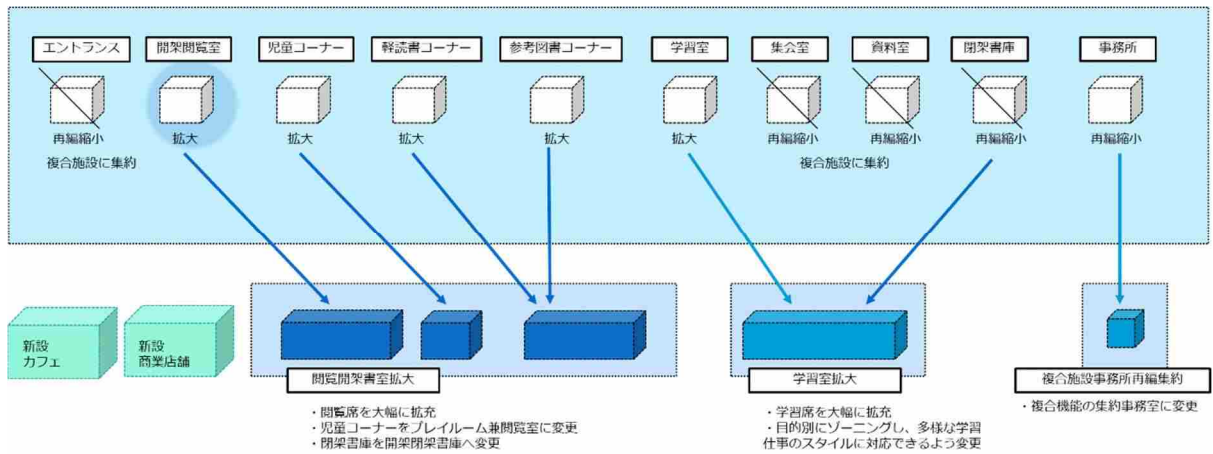 エントランス
開架閲覧室
児童コーナー
軽読書コーナー
参考図書コーナー
学習室
集会室
資料室
閉架書庫
事務所
再編縮小
拡大
拡大
拡大
拡大
拡大
再編縮小
再編縮小
再編縮小
再編縮小
複合施設に集約
複合施設に集約
新設
カフェ
新設
商業店舗
閲覧開架書室拡大
学習室拡大
複合施設事務所再編集約
・閲覧席を大幅に拡充
・児童コーナーをプレイルーム兼閲覧室に変更
・閉架書庫を開架閉架書庫へ変更
・学習席を大幅に拡充
・目的別にゾーニングし、多様な学習
仕事のスタイルに対応できるよう変更
・複合機能の集約事務室に変更